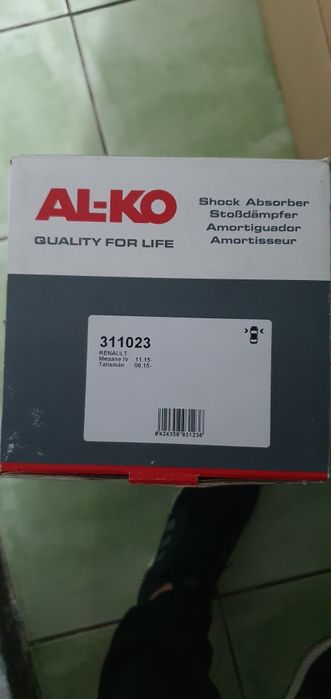 AL-KO
QUALITY FOR LIFE
Shock Absorber
Stoßdämpfer
Amortiguador
Amortisseur
311023
RENAULT
Megane IV 11.15-
Talisman 06.15-
8424358931236